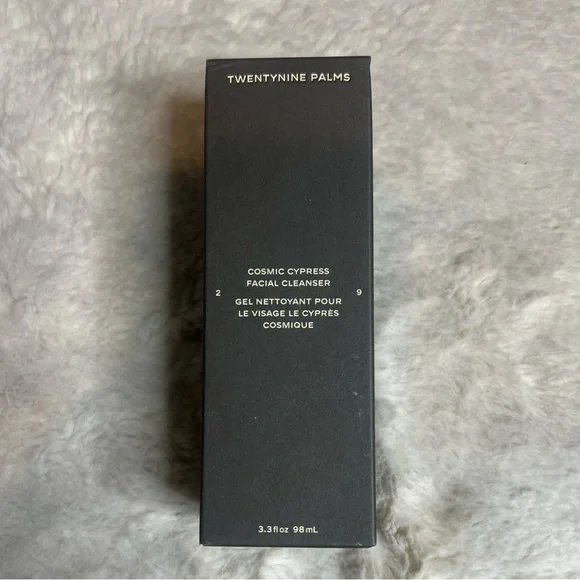 TWENTYNINE PALMS
COSMIC CYPRESS
FACIAL CLEANSER
2 9
GEL NETTOYANT POUR
LE VISAGE LE CYPRÈS
COSMIQUE
3.3 fl oz 98 mL